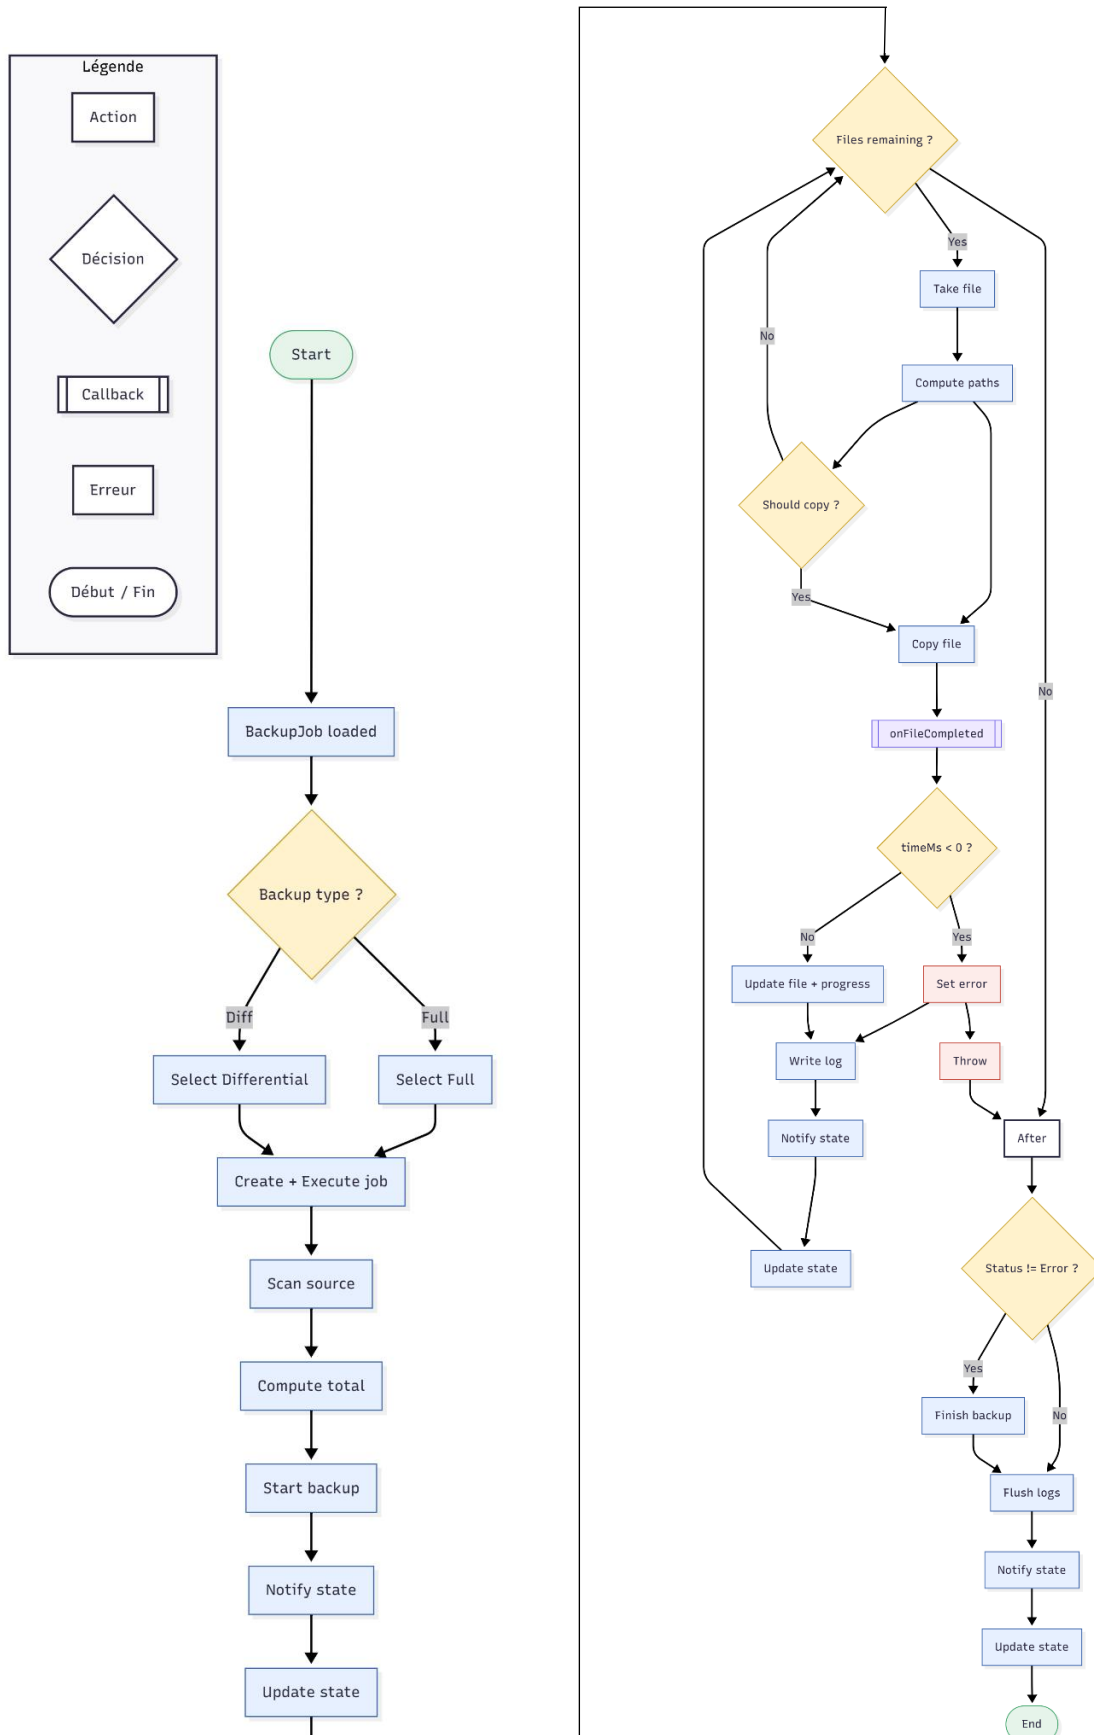 Légende
Action
Décision
Callback
Erreur
Début / Fin
Start
BackupJob loaded
Backup type ?
Diff
Full
Select Differential
Select Full
Create + Execute job
Scan source
Compute total
Start backup
Notify state
Update state
Files remaining ?
Yes
Take file
No
Compute paths
Should copy ?
Yes
Copy file
No
onFileCompleted
timeMs < 0 ?
No
Yes
Update file + progress
Set error
Write log
Throw
Notify state
After
Update state
Status != Error ?
Yes
Finish backup
No
Flush logs
Notify state
Update state
End